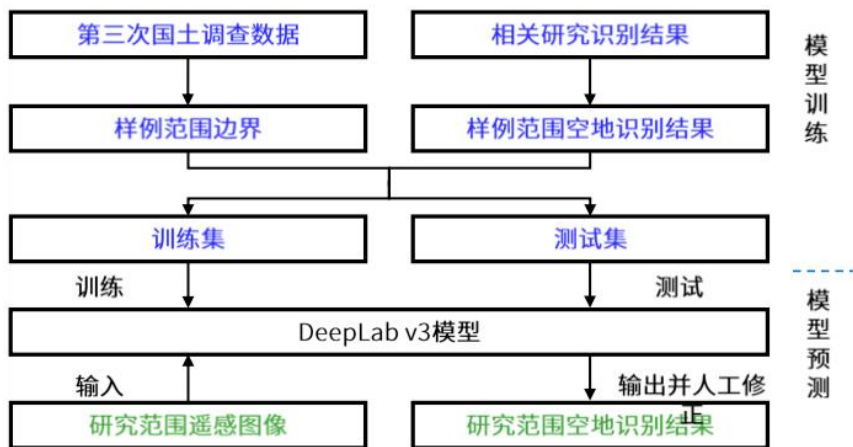 第三次国土调查数据
相关研究识别结果
样例范围边界
样例范围空地识别结果
模型训练
训练集
测试集
训练
测试
DeepLab v3模型
模型预测
输入
输出并人工修
正
研究范围遥感图像
研究范围空地识别结果